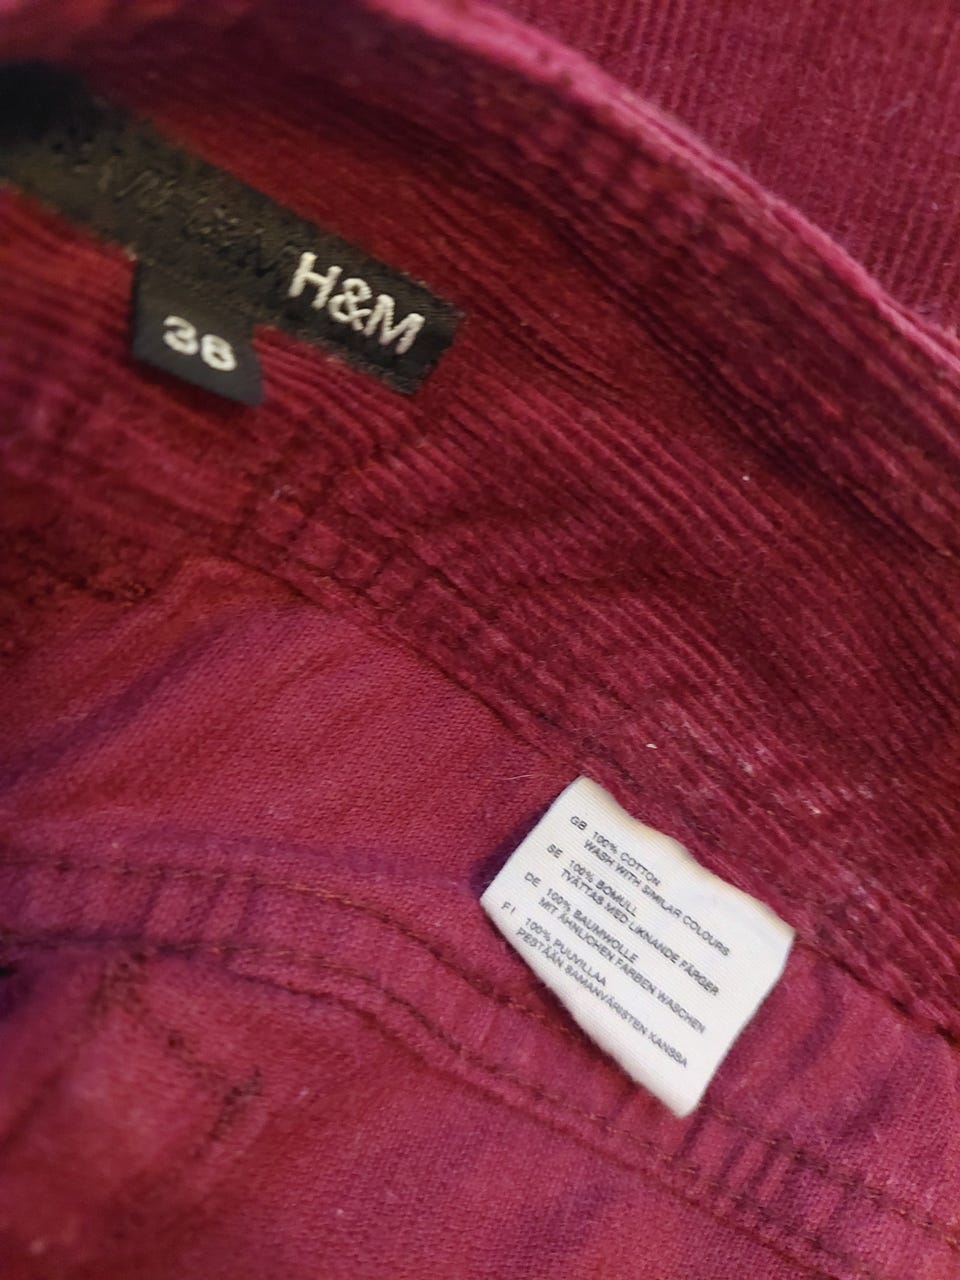 H&M
38
GB 100% COTTON
WASH WITH SIMILAR COLOURS
SE 100% BOMULL
TVÄTTAS MED LIKNANDE FÄRGER
DE 100% BAUMWOLLE
MIT ÄHNLICHEN FARBEN WASCHEN
FI 100% PUUVILLAA
PESTÄÄN SAMANVÄRISTEN KANSSA